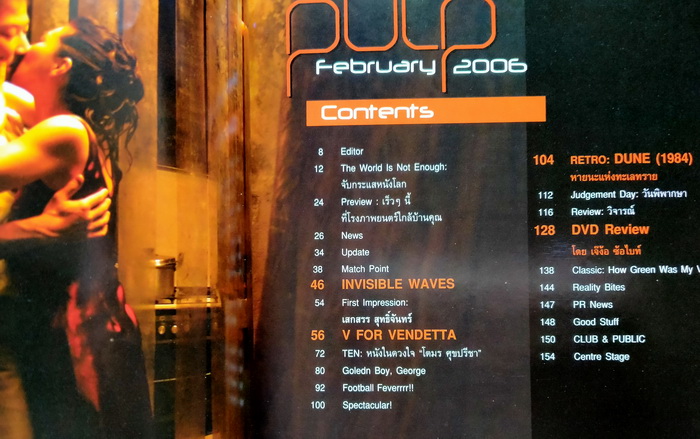 pulp
February 2006
Contents
8 Editor
12 The World Is Not Enough:
จับกระแสหนังโลก
24 Preview : เร็วๆ นี้
ที่โรงภาพยนตร์ใกล้บ้านคุณ
26 News
34 Update
38 Match Point
46 INVISIBLE WAVES
54 First Impression:
เสกสรร สุทธิ์จันทร์
56 V FOR VENDETTA
72 TEN: หนังในดวงใจ "โตมร ศุขปรีชา"
80 Goledn Boy, George
92 Football Feverrrr!!
100 Spectacular!
104 RETRO: DUNE (1984)
หายนะแห่งทะเลทราย
112 Judgement Day: วันพิพากษา
116 Review: วิจารณ์
128 DVD Review
โดย เจ๊ง้อ ช้อไบท์
138 Classic: How Green Was My V
144 Reality Bites
147 PR News
148 Good Stuff
150 CLUB & PUBLIC
154 Centre Stage